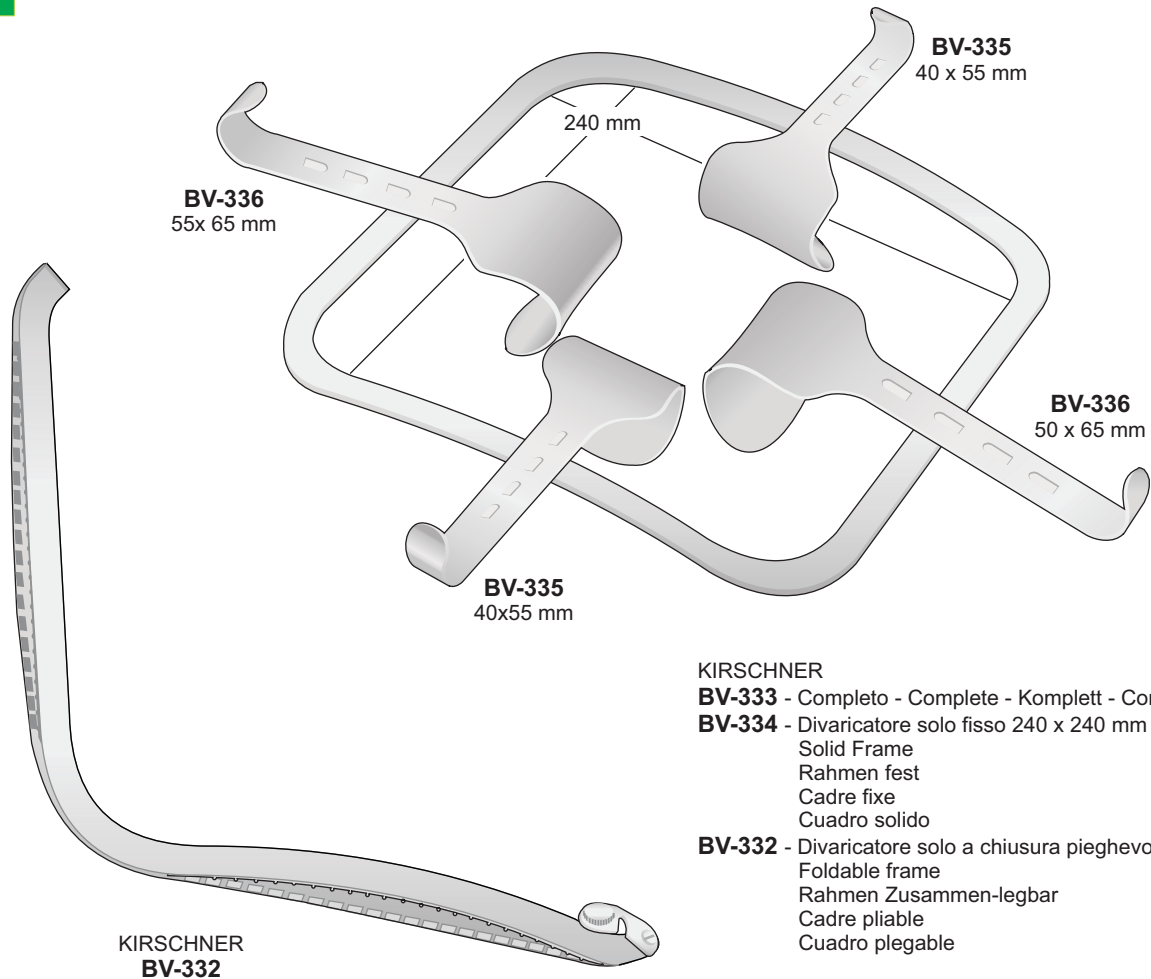 BV-335
40 x 55 mm
240 mm
BV-336
55x 65 mm
BV-336
50 x 65 mm
BV-335
40x55 mm
KIRSCHNER
BV-333 - Completo - Complete - Komplett -
BV-334 - Divaricatore solo fisso 240 x 240 mm
Solid Frame
Rahmen fest
Cadre fixe
Cuadro solido
BV-332 - Divaricatore solo a chiusura
Foldable frame
Rahmen Zusammen-legbar
Cadre pliable
Cuadro plegable
KIRSCHNER
BV-332